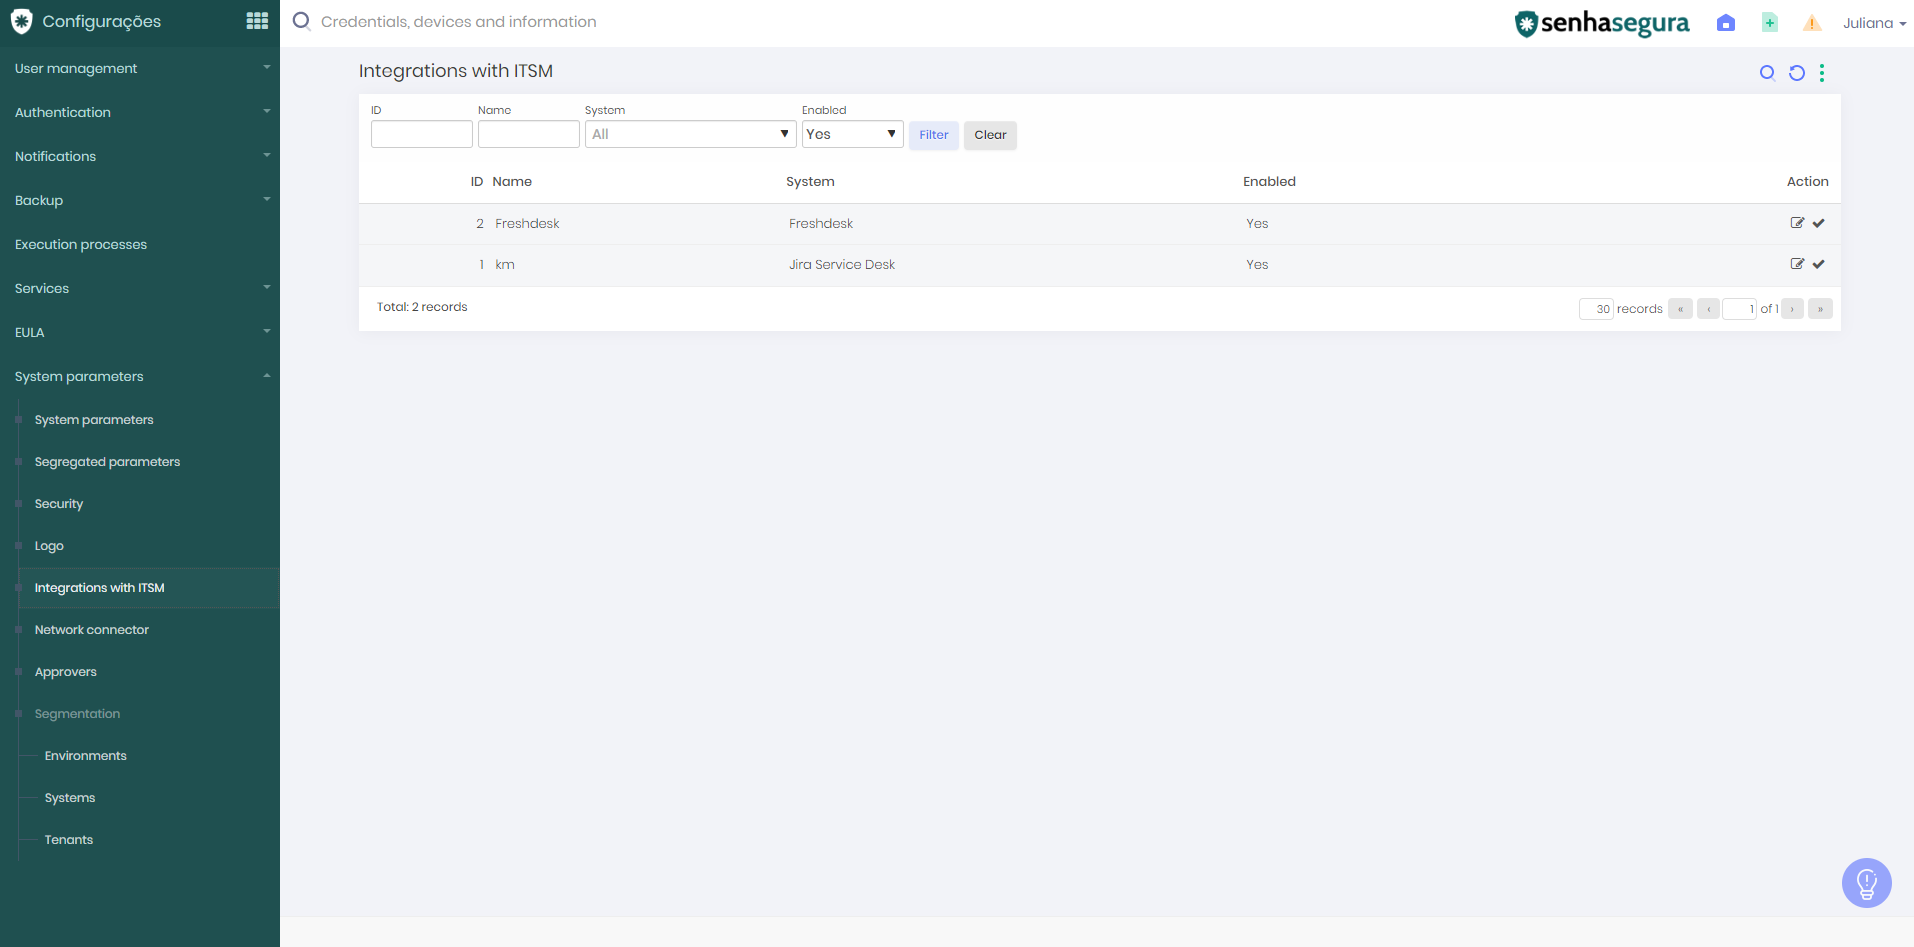 Configurações
Credentials, devices and information
senhasegura
Juliana
User management
Authentication
Notifications
Backup
Execution processes
Services
EULA
System parameters
System parameters
Segregated parameters
Security
Logo
Integrations with ITSM
Network connector
Approvers
Segmentation
Environments
Systems
Tenants
Integrations with ITSM
ID Name System Enabled
All Yes Filter Clear
ID Name System Enabled Action
2 Freshdesk Freshdesk Yes
1 km Jira Service Desk Yes
Total: 2 records
30 records « ‹ 1 of 1 › »